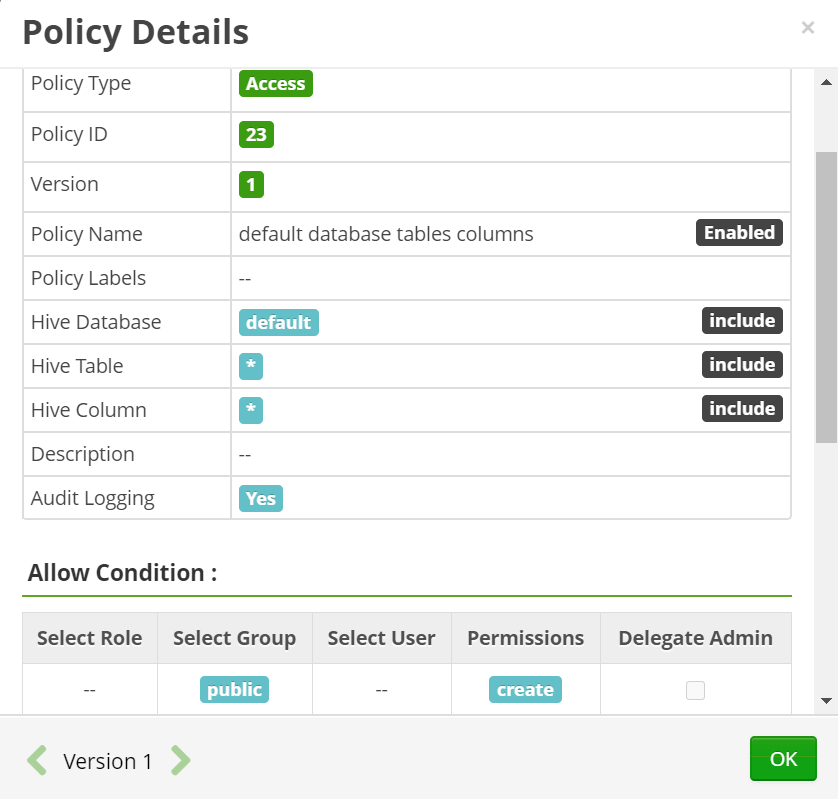 Policy Details ×
Policy Type Access
Policy ID 23
Version 1
Policy Name default database tables columns Enabled
Policy Labels --
Hive Database default include
Hive Table * include
Hive Column * include
Description --
Audit Logging Yes
Allow Condition :
Select Role Select Group Select User Permissions Delegate Admin
-- public -- create
Version 1 OK